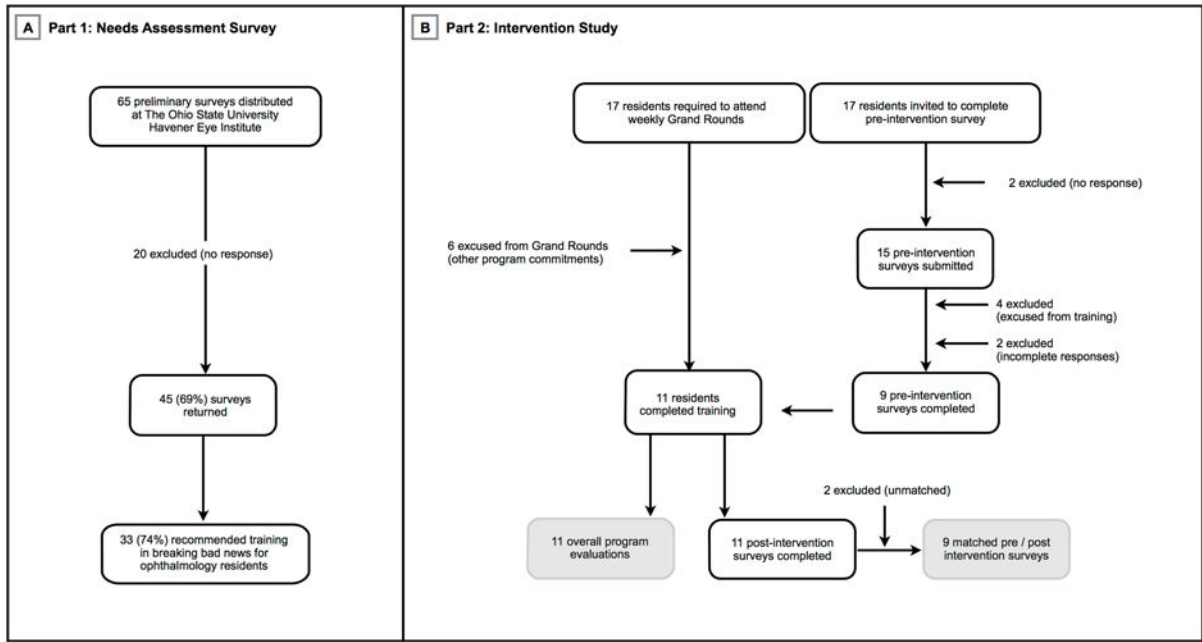 A Part 1: Needs Assessment Survey
65 preliminary surveys distributed
at The Ohio State University
Havener Eye Institute
20 excluded (no response)
45 (69%) surveys
returned
33 (74%) recommended training
in breaking bad news for
ophthalmology residents
B Part 2: Intervention Study
17 residents required to attend
weekly Grand Rounds
17 residents invited to complete
pre-intervention survey
2 excluded (no response)
6 excused from Grand Rounds
(other program commitments)
15 pre-intervention
surveys submitted
4 excluded
(excused from training)
2 excluded
(incomplete responses)
11 residents
completed training
9 pre-intervention
surveys completed
2 excluded (unmatched)
11 overall program
evaluations
11 post-intervention
surveys completed
9 matched pre / post
intervention surveys